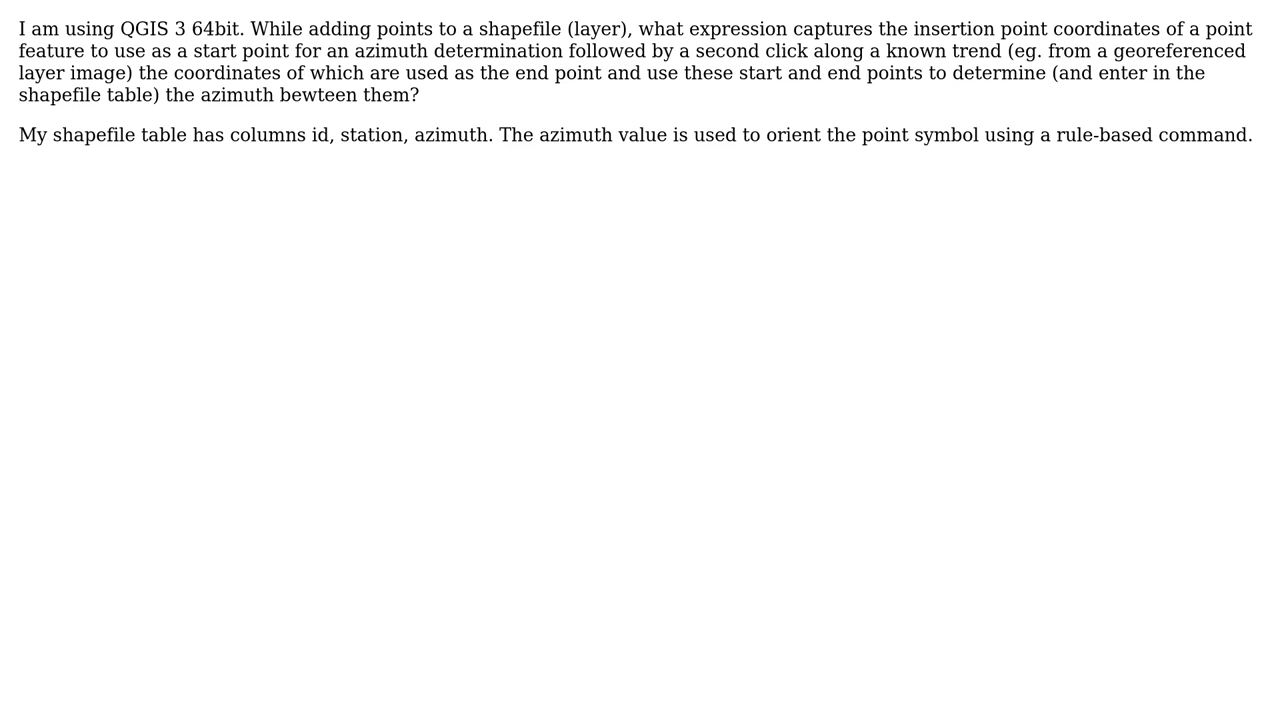 I am using QGIS 3 64bit. While adding points to a shapefile (layer), what expression captures the insertion point coordinates of a point
feature to use as a start point for an azimuth determination followed by a second click along a known trend (eg. from a georeferenced
layer image) the coordinates of which are used as the end point and use these start and end points to determine (and enter in the
shapefile table) the azimuth bewteen them?
My shapefile table has columns id, station, azimuth. The azimuth value is used to orient the point symbol using a rule-based command.